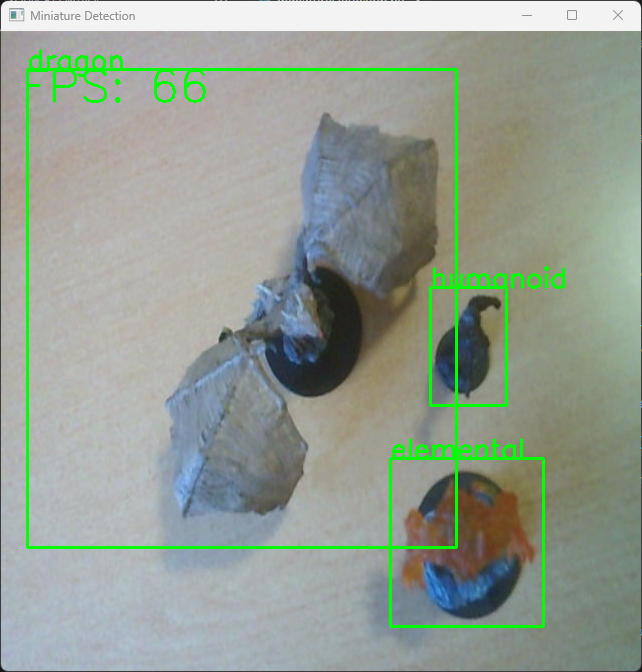 Miniature Detection
dragon
FPS: 66
humanoid
elemental